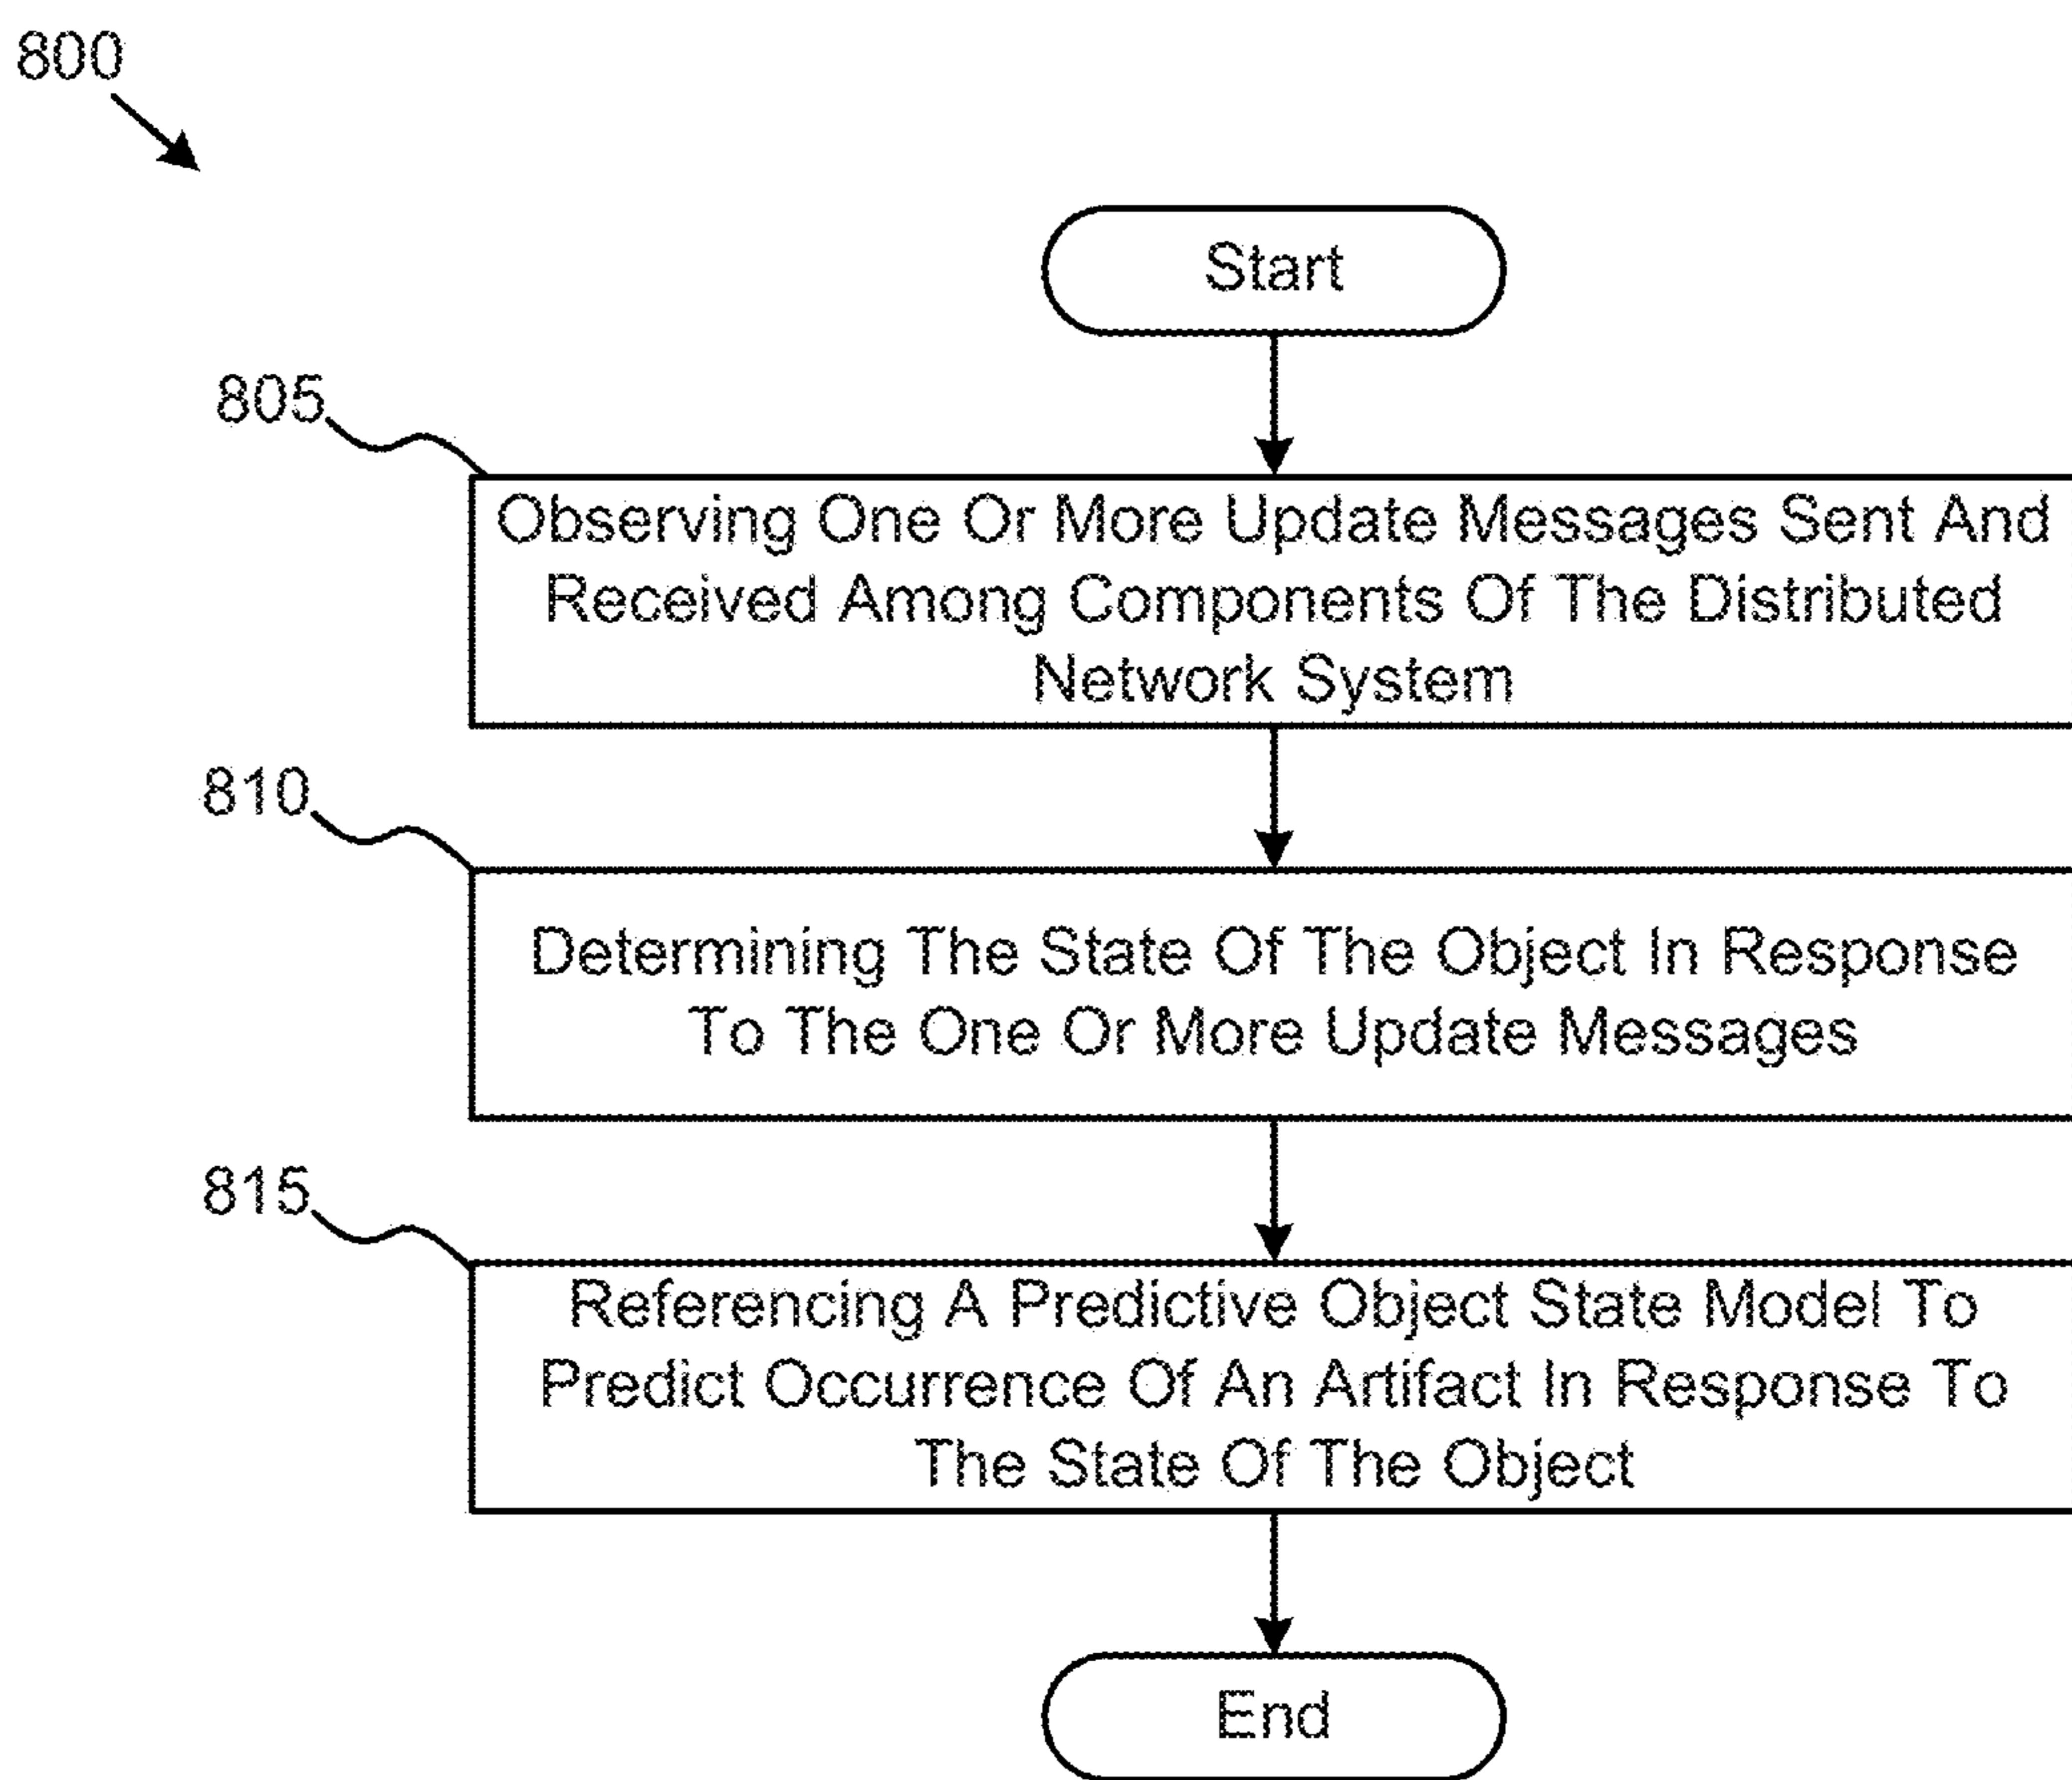 800
Start
805
Observing One Or More Update Messages Sent And
Received Among Components Of The Distributed
Network System
810
Determining The State Of The Object In Response
To The One Or More Update Messages
815
Referencing A Predictive Object State Model To
Predict Occurrence Of An Artifact In Response To
The State Of The Object
End